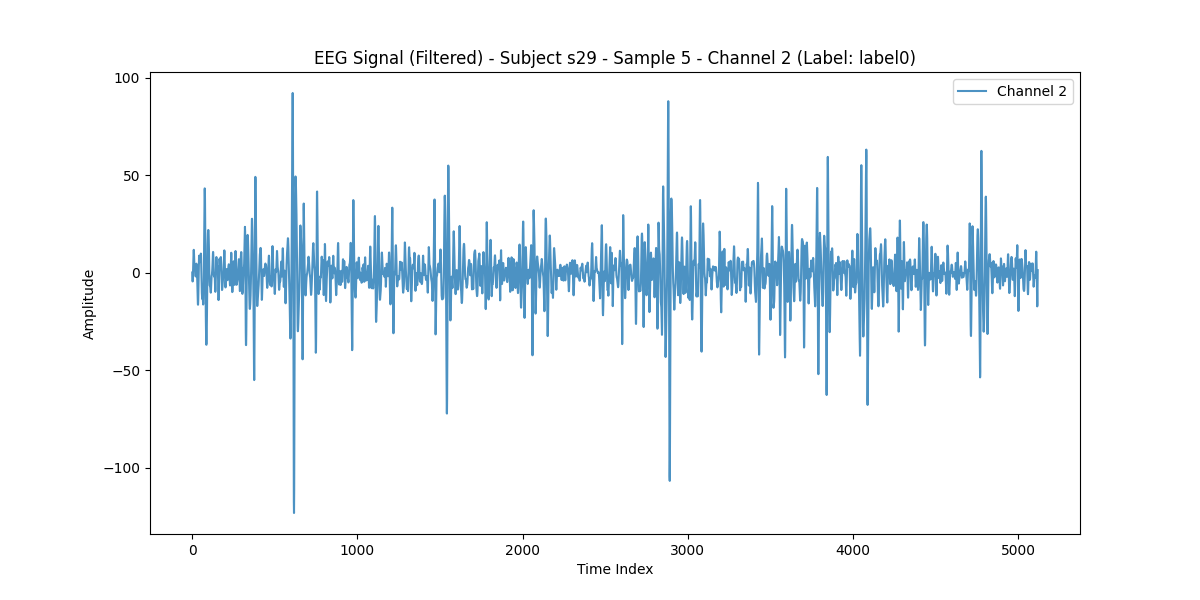 EEG Signal (Filtered) - Subject s29 - Sample 5 - Channel 2 (Label: label0)
Channel 2
100
50
0
−50
−100
Amplitude
0 1000 2000 3000 4000 5000
Time Index